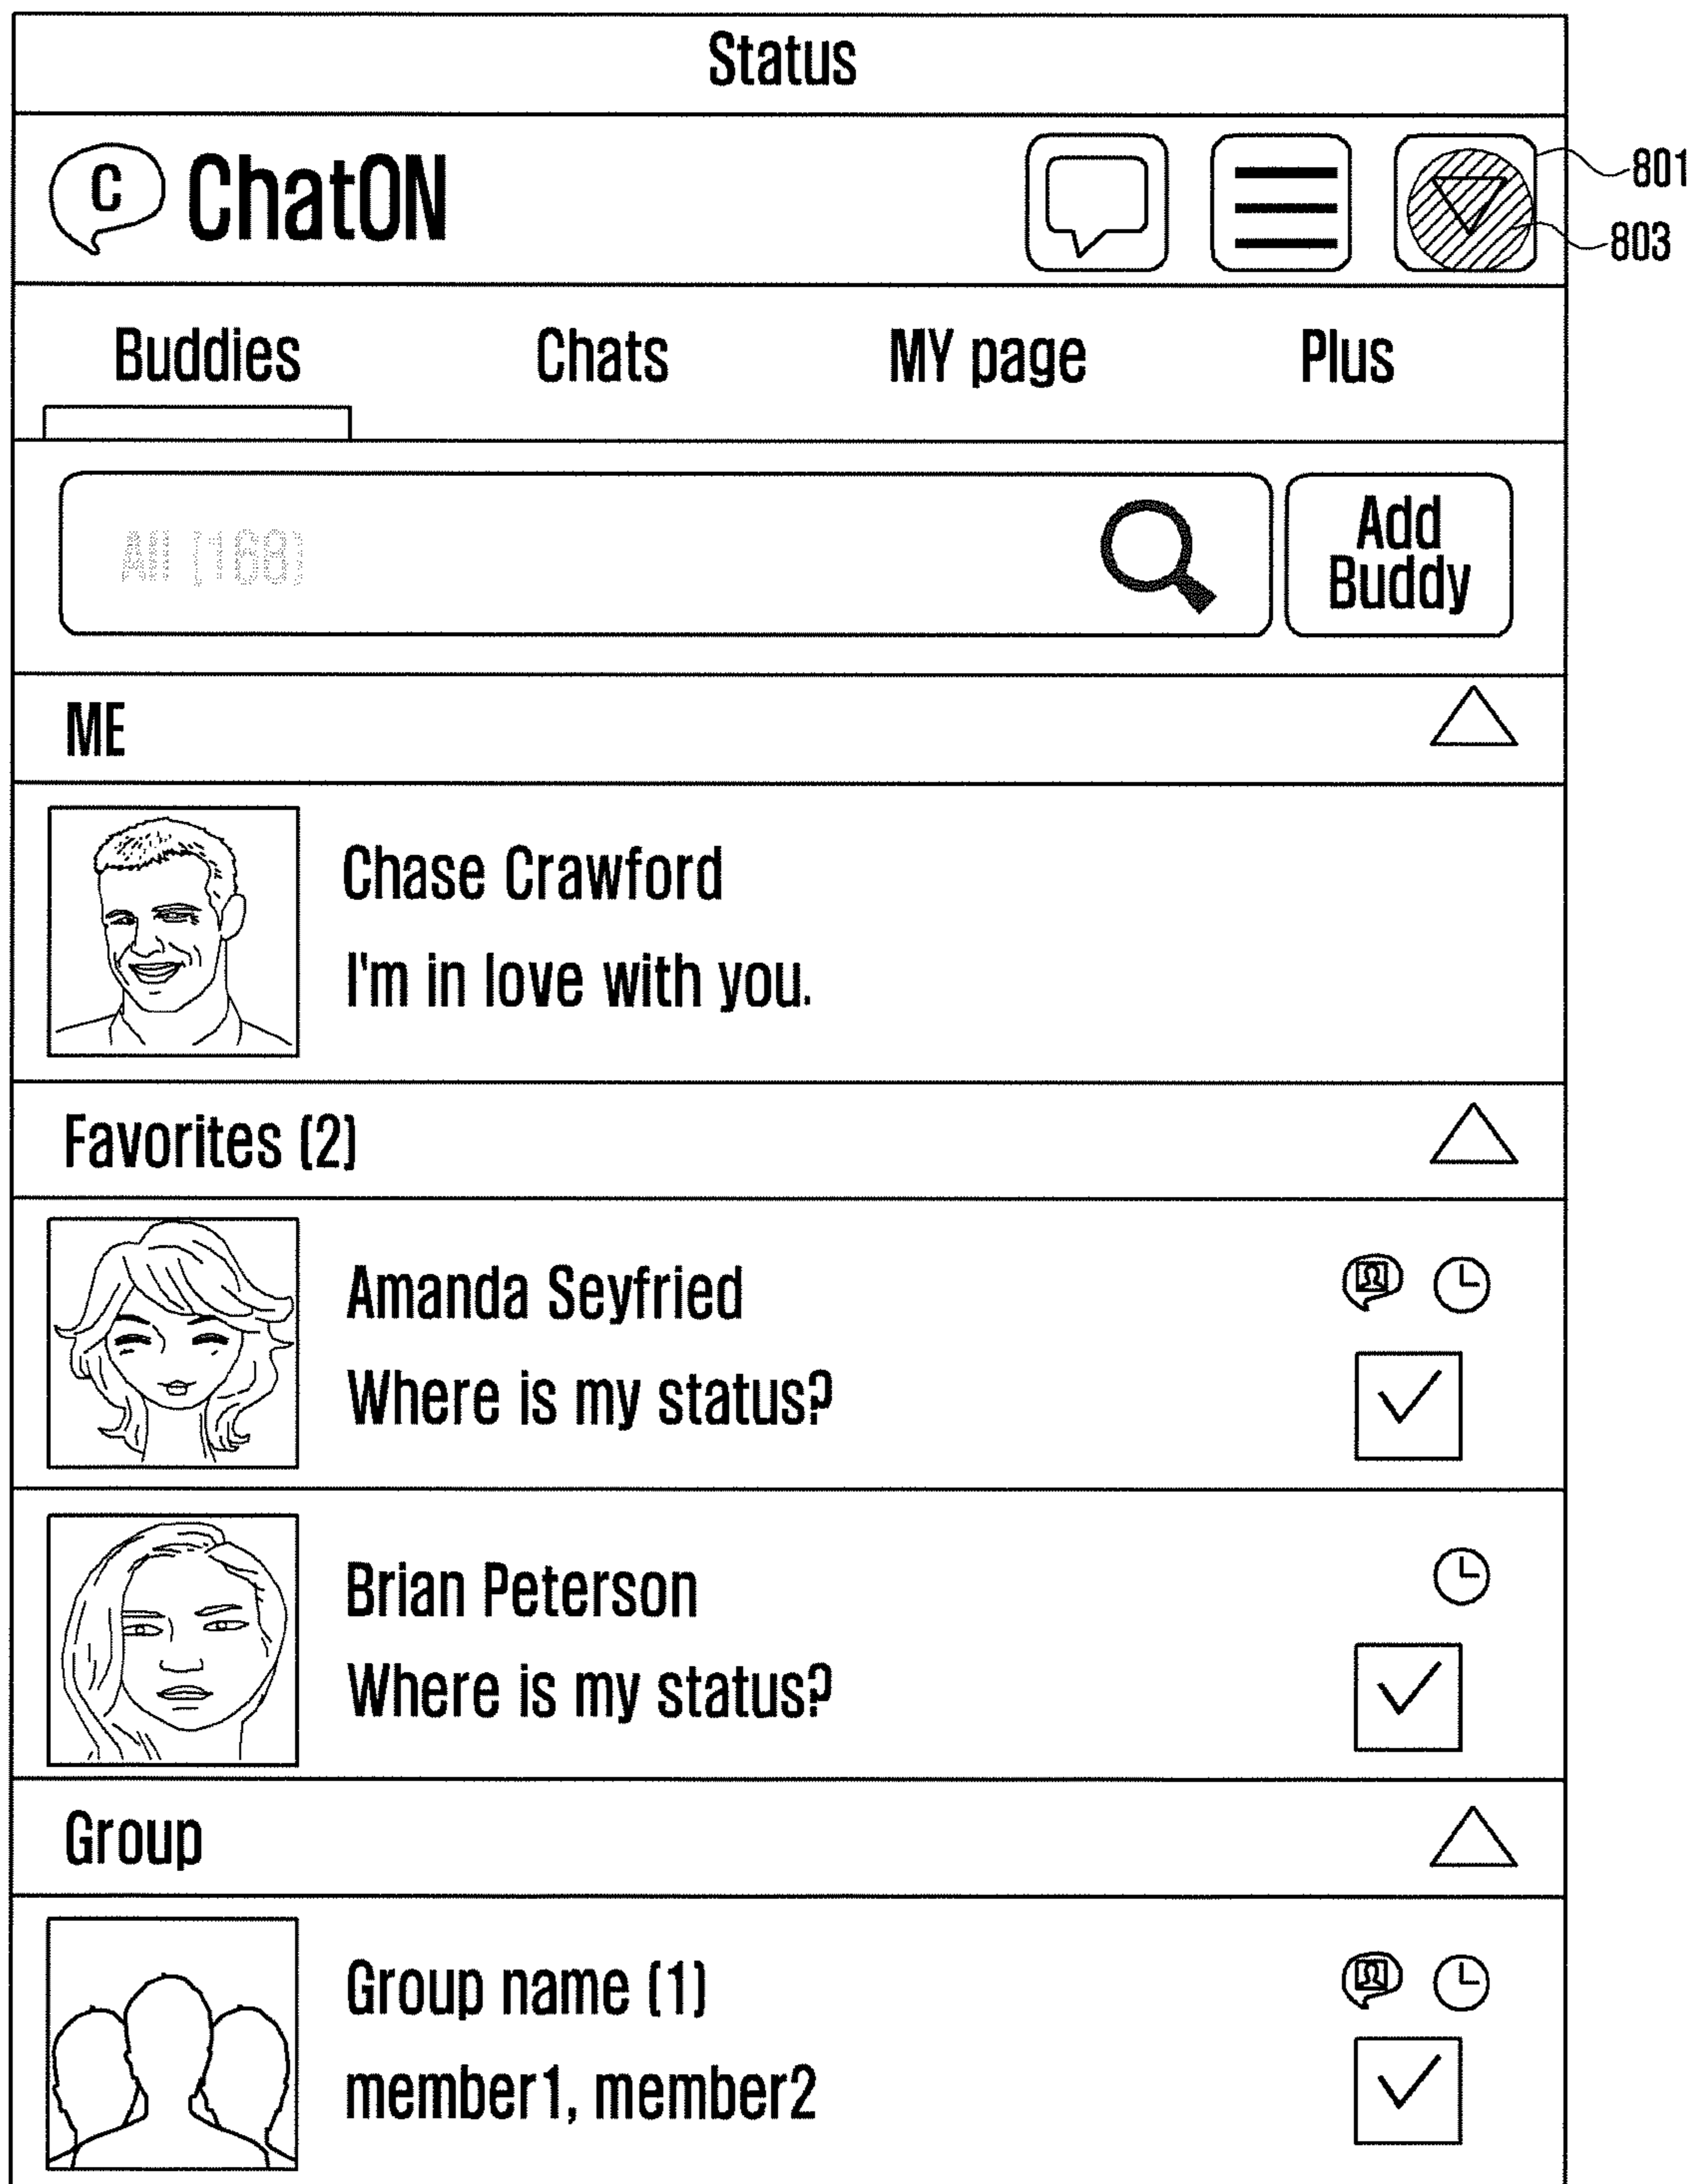 Status
C ChatON
801
803
Buddies Chats MY page Plus
All (168)
Add
Buddy
ME
Chase Crawford
I'm in love with you.
Favorites (2)
Amanda Seyfried
Where is my status?
Brian Peterson
Where is my status?
Group
Group name (1)
member1, member2